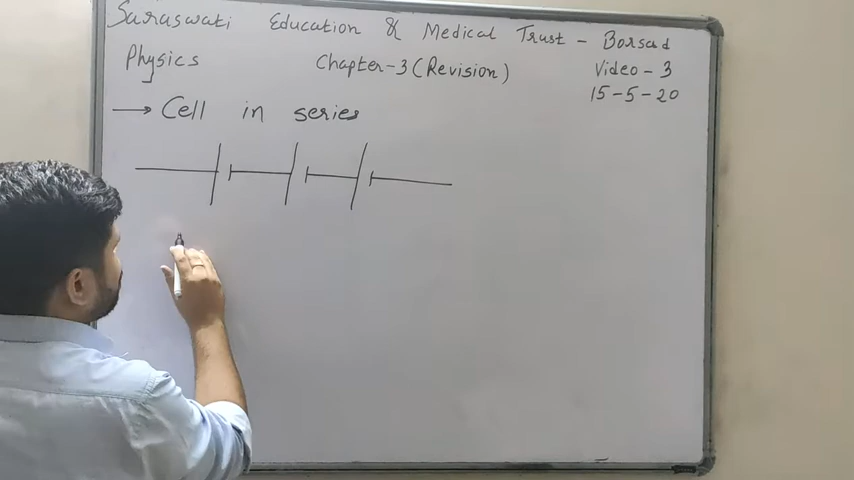 Saraswati Education & Medical Trust - Borsad
Physics Chapter-3 (Revision) Video - 3
15-5-20
→ Cell in series